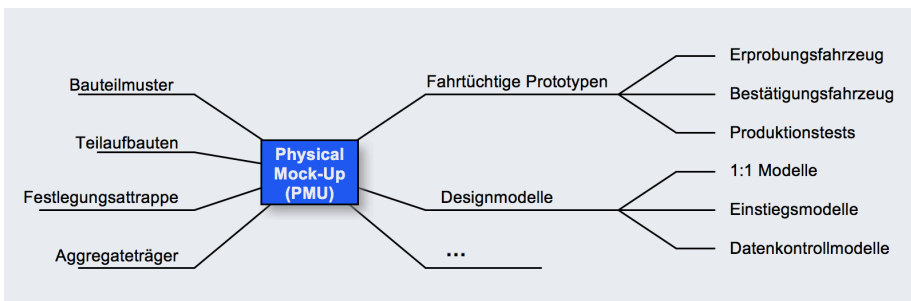 Bauteilmuster
Teilaufbauten
Festlegungsattrappe
Aggregateträger
Physical
Mock-Up
(PMU)
Fahrtüchtige Prototypen
Erprobungsfahrzeug
Bestätigungsfahrzeug
Produktionstests
Designmodelle
1:1 Modelle
Einstiegsmodelle
Datenkontrollmodelle
...